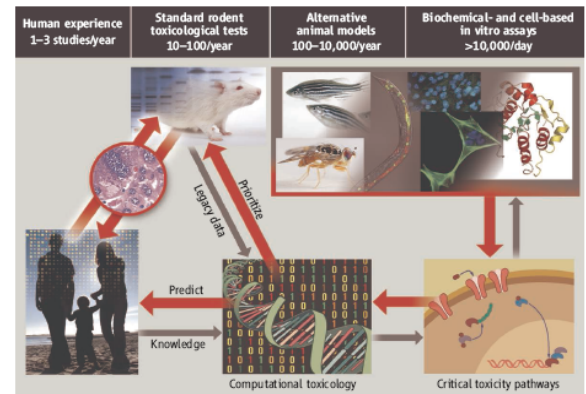 Human experience
1–3 studies/year
Standard rodent
toxicological tests
10–100/year
Alternative
animal models
100–10,000/year
Biochemical- and cell-based
in vitro assays
>10,000/day
Legacy data
Prioritize
Predict
Knowledge
Computational toxicology
Critical toxicity pathways